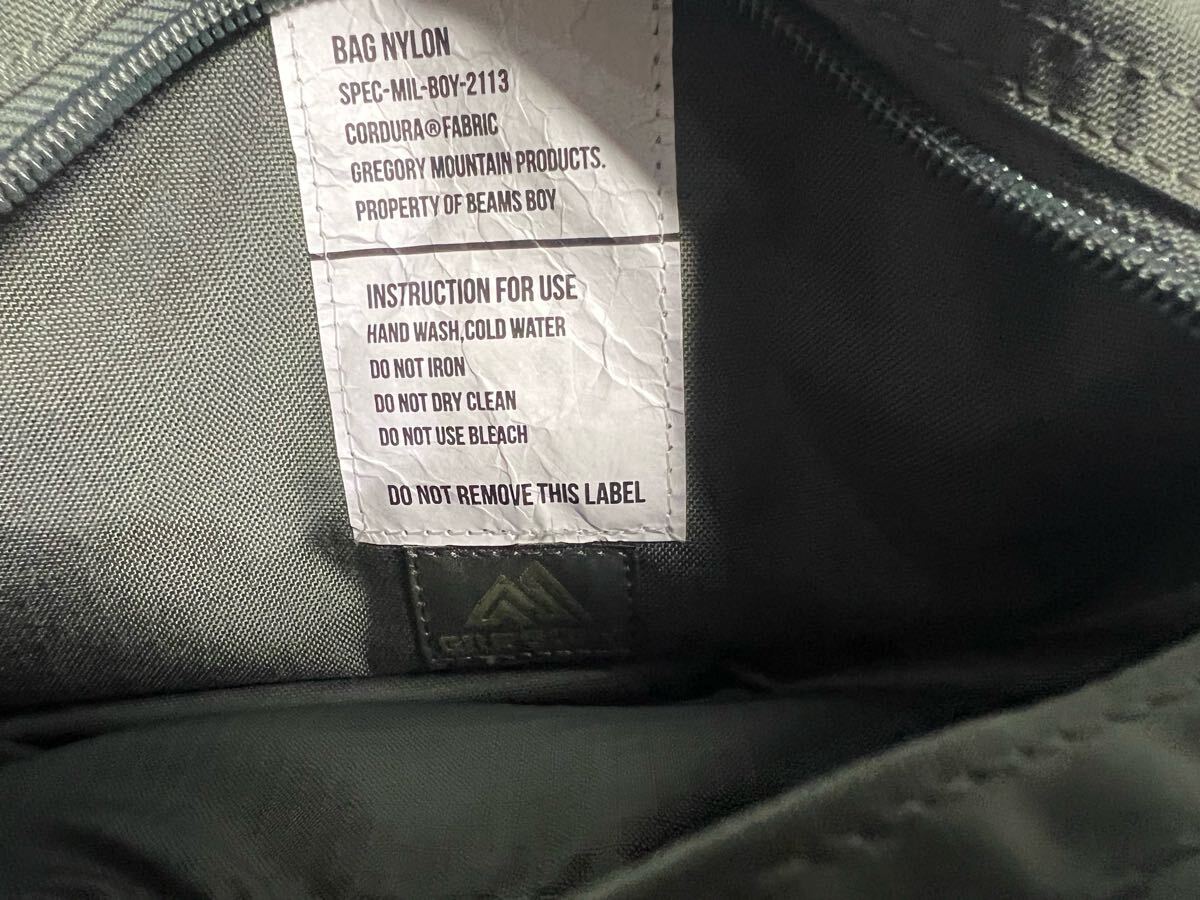 BAG NYLON
SPEC-MIL-BOY-2113
CORDURA®FABRIC
GREGORY MOUNTAIN PRODUCTS.
PROPERTY OF BEAMS BOY
INSTRUCTION FOR USE
HAND WASH,COLD WATER
DO NOT IRON
DO NOT DRY CLEAN
DO NOT USE BLEACH
DO NOT REMOVE THIS LABEL